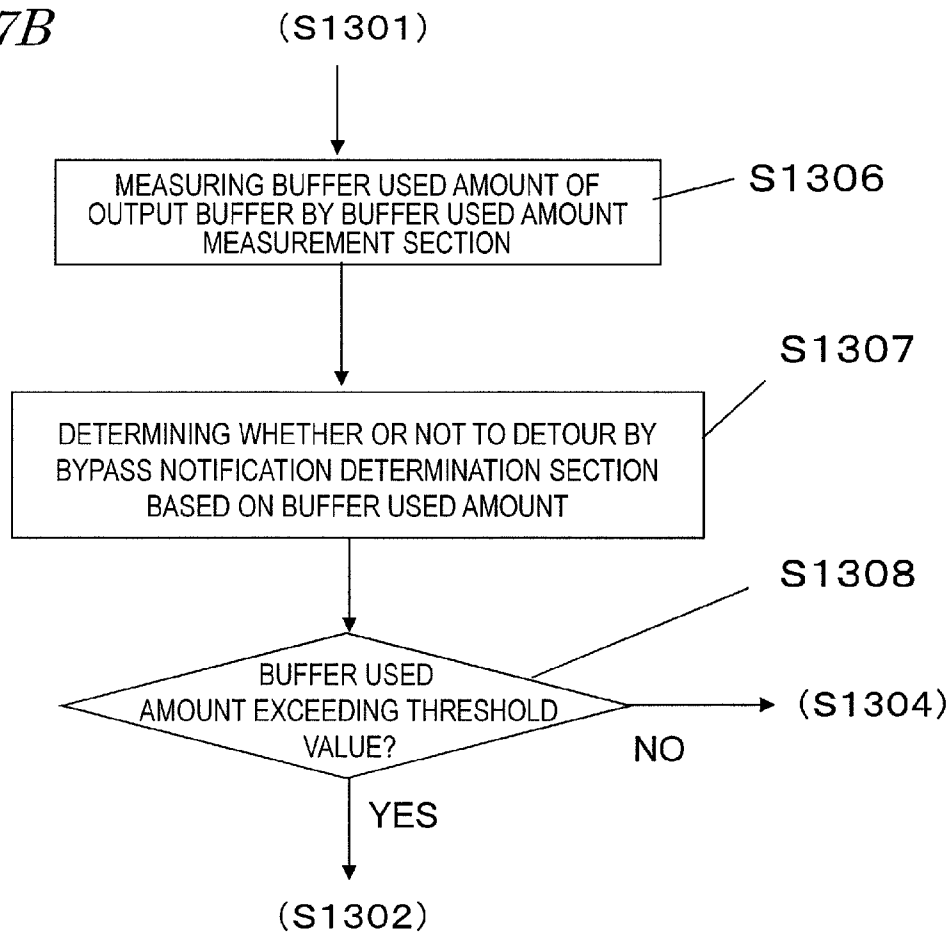 7B
(S1301)
MEASURING BUFFER USED AMOUNT OF
OUTPUT BUFFER BY BUFFER USED AMOUNT
MEASUREMENT SECTION
S1306
S1307
DETERMINING WHETHER OR NOT TO DETOUR BY
BYPASS NOTIFICATION DETERMINATION SECTION
BASED ON BUFFER USED AMOUNT
S1308
BUFFER USED
AMOUNT EXCEEDING THRESHOLD
VALUE?
(S1304)
NO
YES
(S1302)